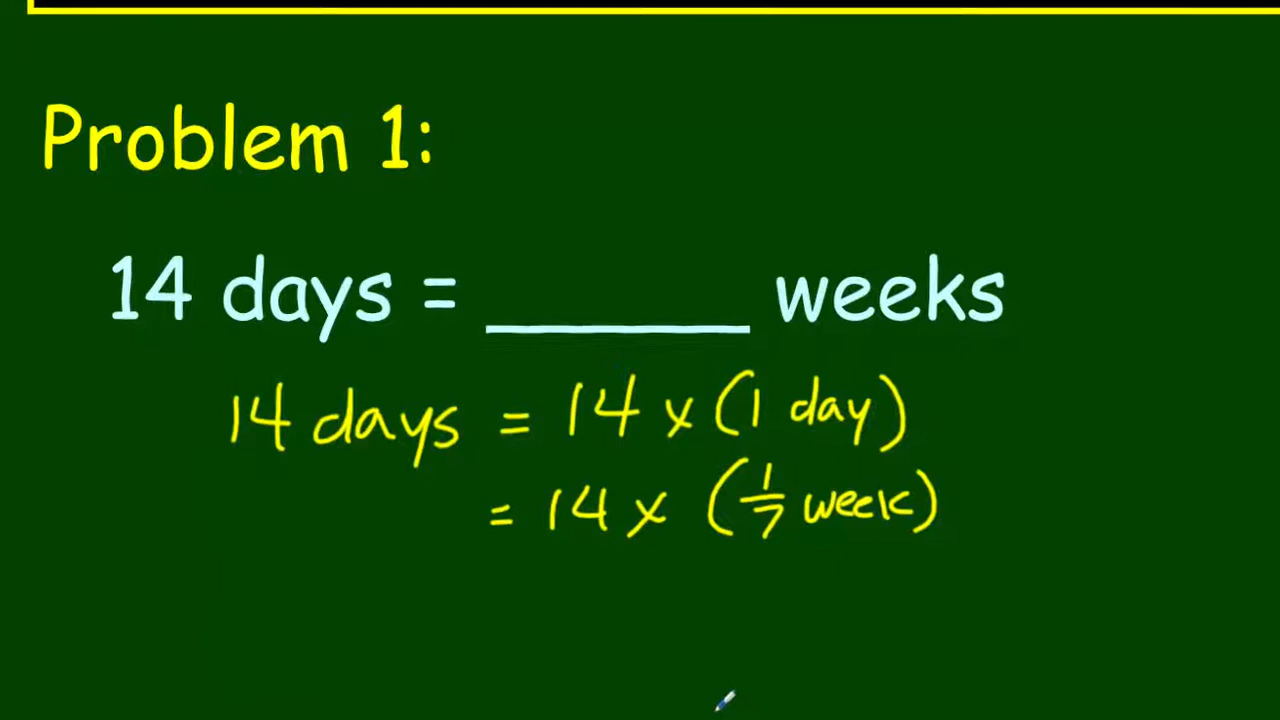 Problem 1:
14 days = ______ weeks
14 days = 14 x (1 day)
= 14 x (1/7 week)